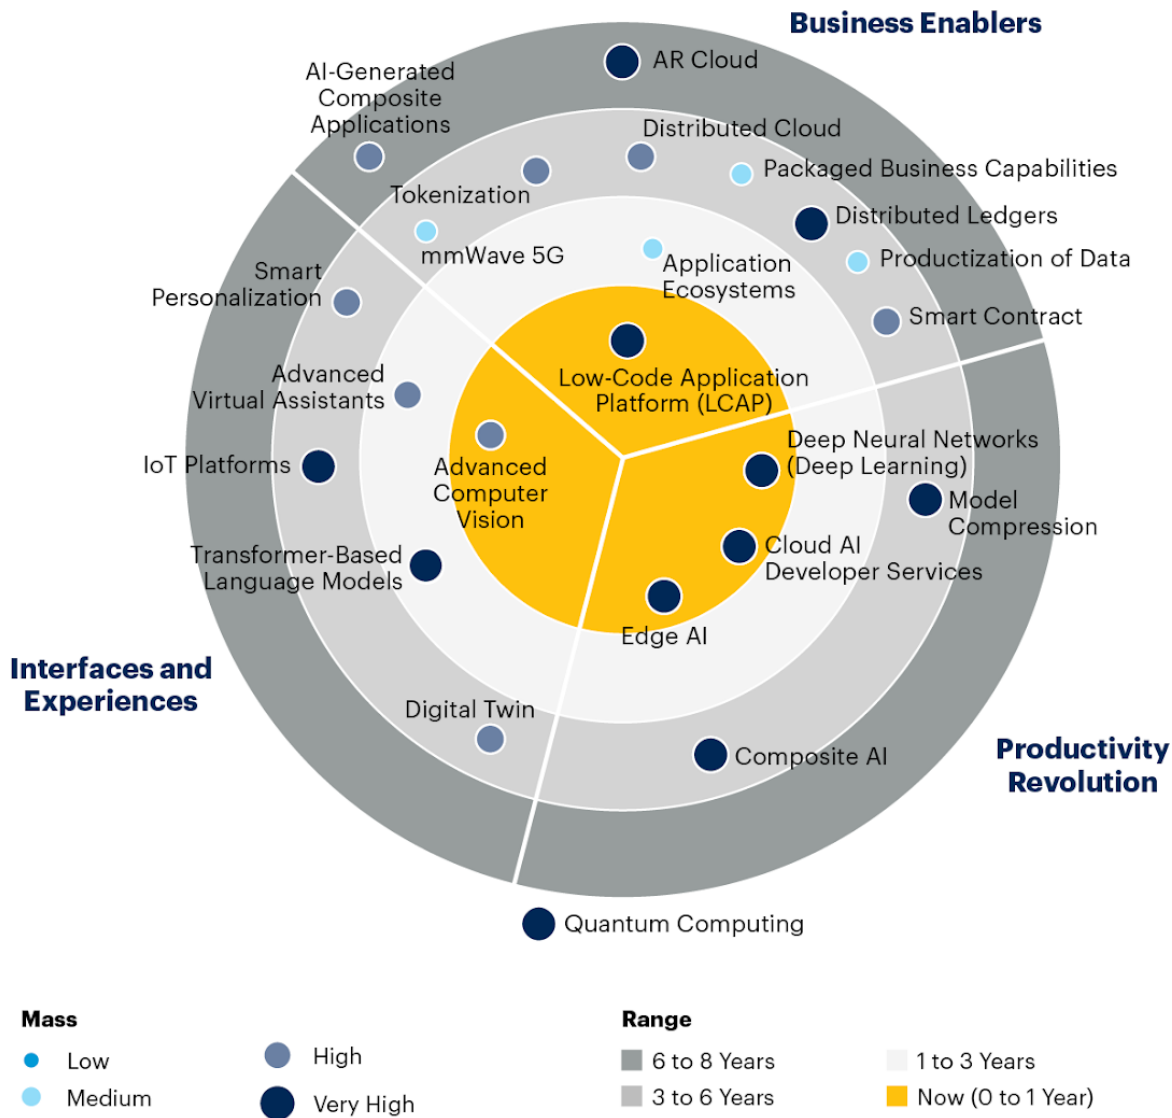 Business Enablers
AR Cloud
AI-Generated
Composite
Applications
Distributed Cloud
Packaged Business Capabilities
Tokenization
Distributed Ledgers
mmWave 5G
Application
Ecosystems
Productization of Data
Smart
Personalization
Smart Contract
Advanced
Virtual Assistants
Low-Code Application
Platform (LCAP)
IoT Platforms
Advanced
Computer
Vision
Deep Neural Networks
(Deep Learning)
Model
Compression
Transformer-Based
Language Models
Cloud AI
Developer Services
Edge AI
Interfaces and
Experiences
Digital Twin
Composite AI
Productivity
Revolution
Quantum Computing
Mass
Low
Medium
High
Very High
Range
6 to 8 Years
3 to 6 Years
1 to 3 Years
Now (0 to 1 Year)